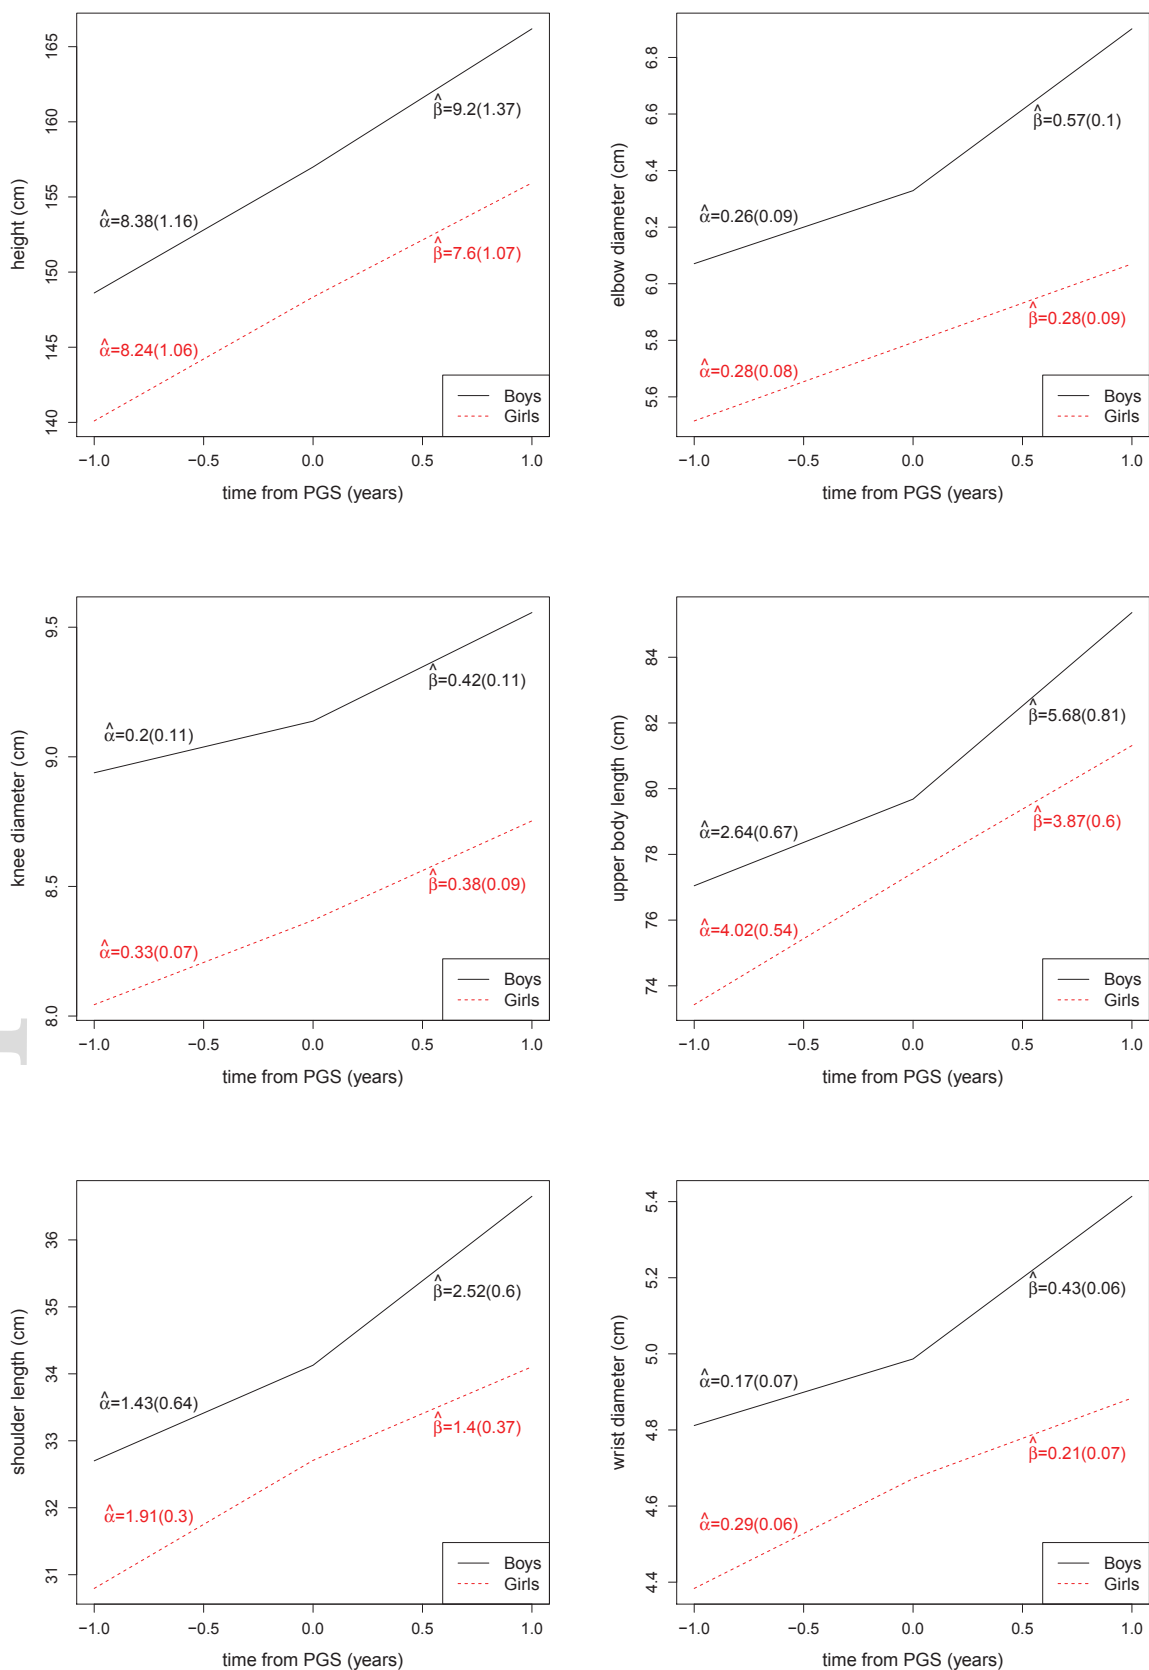 height (cm)
140 145 150 155 160 165
α̂=8.38(1.16)
β̂=9.2(1.37)
α̂=8.24(1.06)
β̂=7.6(1.07)
Boys
Girls
−1.0 −0.5 0.0 0.5 1.0
time from PGS (years)
elbow diameter (cm)
5.6 5.8 6.0 6.2 6.4 6.6 6.8
α̂=0.26(0.09)
β̂=0.57(0.1)
α̂=0.28(0.08)
β̂=0.28(0.09)
Boys
Girls
−1.0 −0.5 0.0 0.5 1.0
time from PGS (years)
knee diameter (cm)
8.0 8.5 9.0 9.5
α̂=0.2(0.11)
β̂=0.42(0.11)
α̂=0.33(0.07)
β̂=0.38(0.09)
Boys
Girls
−1.0 −0.5 0.0 0.5 1.0
time from PGS (years)
upper body length (cm)
74 76 78 80 82 84
α̂=2.64(0.67)
β̂=5.68(0.81)
α̂=4.02(0.54)
β̂=3.87(0.6)
Boys
Girls
−1.0 −0.5 0.0 0.5 1.0
time from PGS (years)
shoulder length (cm)
31 32 33 34 35 36
α̂=1.43(0.64)
β̂=2.52(0.6)
α̂=1.91(0.3)
β̂=1.4(0.37)
Boys
Girls
−1.0 −0.5 0.0 0.5 1.0
time from PGS (years)
wrist diameter (cm)
4.4 4.6 4.8 5.0 5.2 5.4
α̂=0.17(0.07)
β̂=0.43(0.06)
α̂=0.29(0.06)
β̂=0.21(0.07)
Boys
Girls
−1.0 −0.5 0.0 0.5 1.0
time from PGS (years)